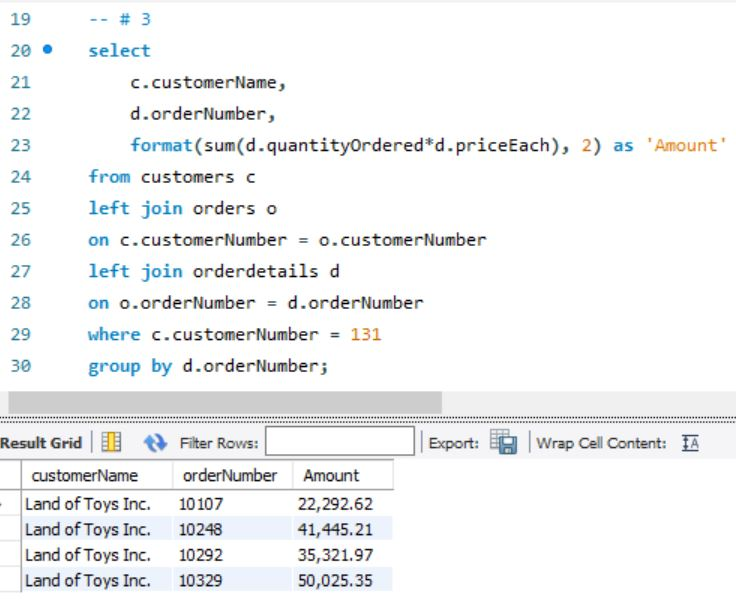 19 -- # 3
20 select
21 c.customerName,
22 d.orderNumber,
23 format(sum(d.quantityOrdered*d.priceEach), 2) as 'Amount'
24 from customers c
25 left join orders o
26 on c.customerNumber = o.customerNumber
27 left join orderdetails d
28 on o.orderNumber = d.orderNumber
29 where c.customerNumber = 131
30 group by d.orderNumber;
Result Grid Filter Rows: Export: Wrap Cell Content: IA
customerName orderNumber Amount
Land of Toys Inc. 10107 22,292.62
Land of Toys Inc. 10248 41,445.21
Land of Toys Inc. 10292 35,321.97
Land of Toys Inc. 10329 50,025.35